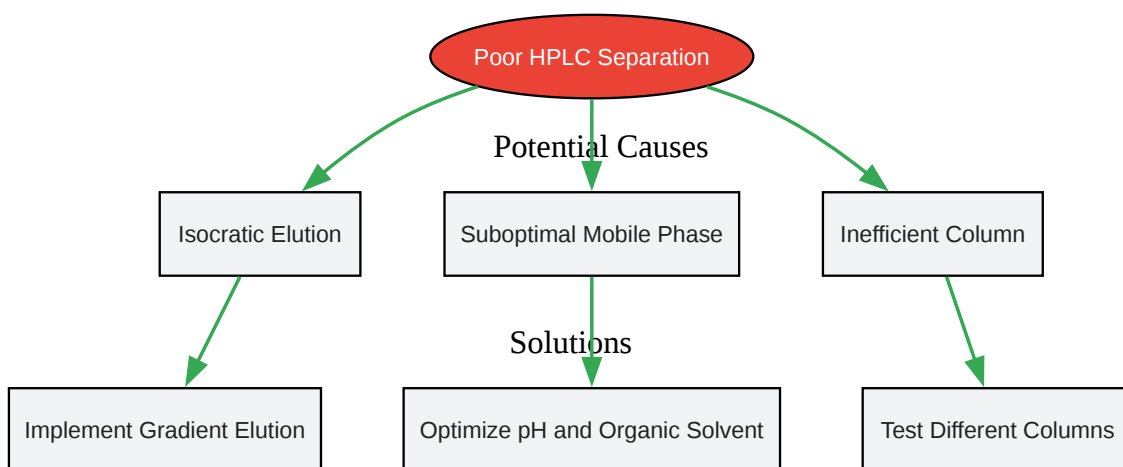 Poor HPLC Separation
Potential Causes
Isocratic Elution
Suboptimal Mobile Phase
Inefficient Column
Solutions
Implement Gradient Elution
Optimize pH and Organic Solvent
Test Different Columns